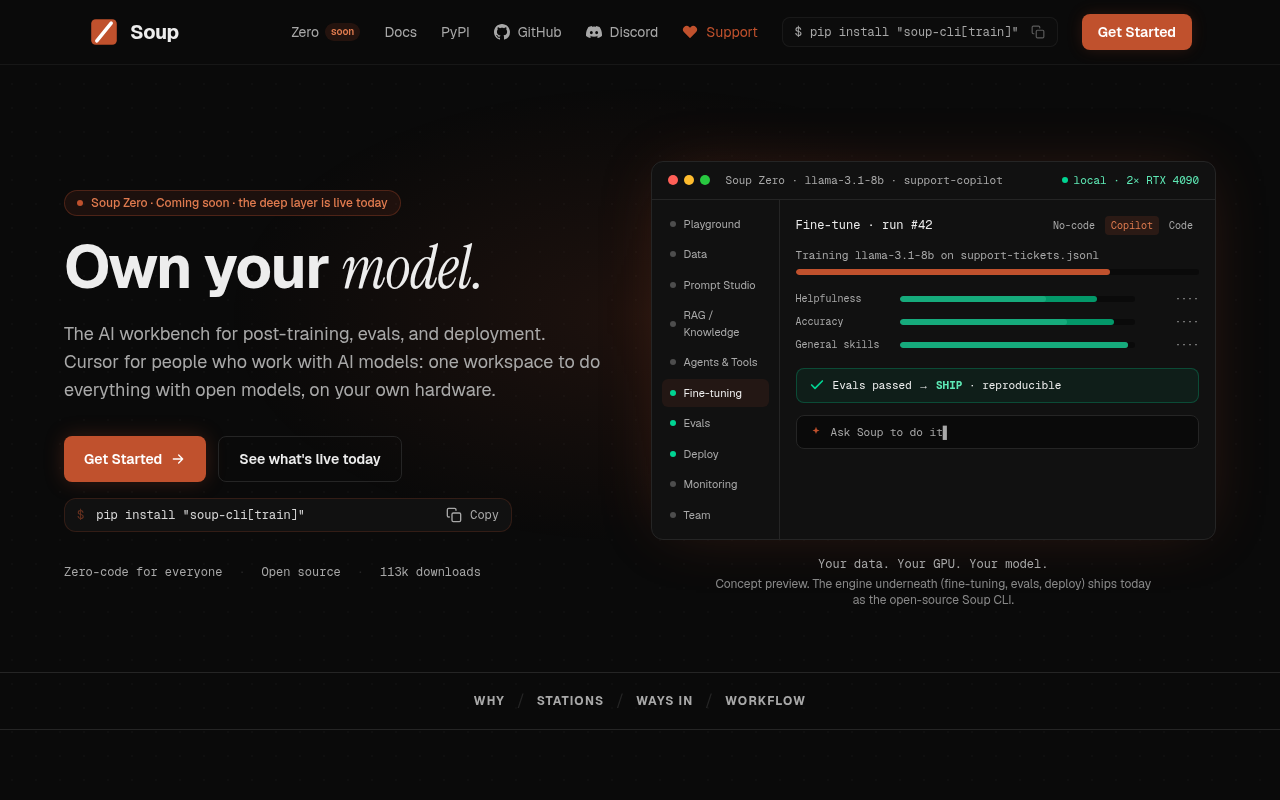 Soup
Zero soon Docs PyPI GitHub Discord Support $ pip install "soup-cli[train]" Get Started
Soup Zero · Coming soon · the deep layer is live today
Own your model.
The AI workbench for post-training, evals, and deployment.
Cursor for people who work with AI models: one workspace to do
everything with open models, on your own hardware.
Get Started → See what's live today
$ pip install "soup-cli[train]" Copy
Zero-code for everyone · Open source · 113k downloads
Soup Zero · llama-3.1-8b · support-copilot local · 2× RTX 4090
Playground
Data
Prompt Studio
RAG /
Knowledge
Agents & Tools
Fine-tuning
Evals
Deploy
Monitoring
Team
Fine-tune · run #42 No-code Copilot Code
Training llama-3.1-8b on support-tickets.jsonl
Helpfulness ----
Accuracy ----
General skills ----
Evals passed → SHIP · reproducible
Ask Soup to do it
Your data. Your GPU. Your model.
Concept preview. The engine underneath (fine-tuning, evals, deploy) ships today
as the open-source Soup CLI.
WHY / STATIONS / WAYS IN / WORKFLOW